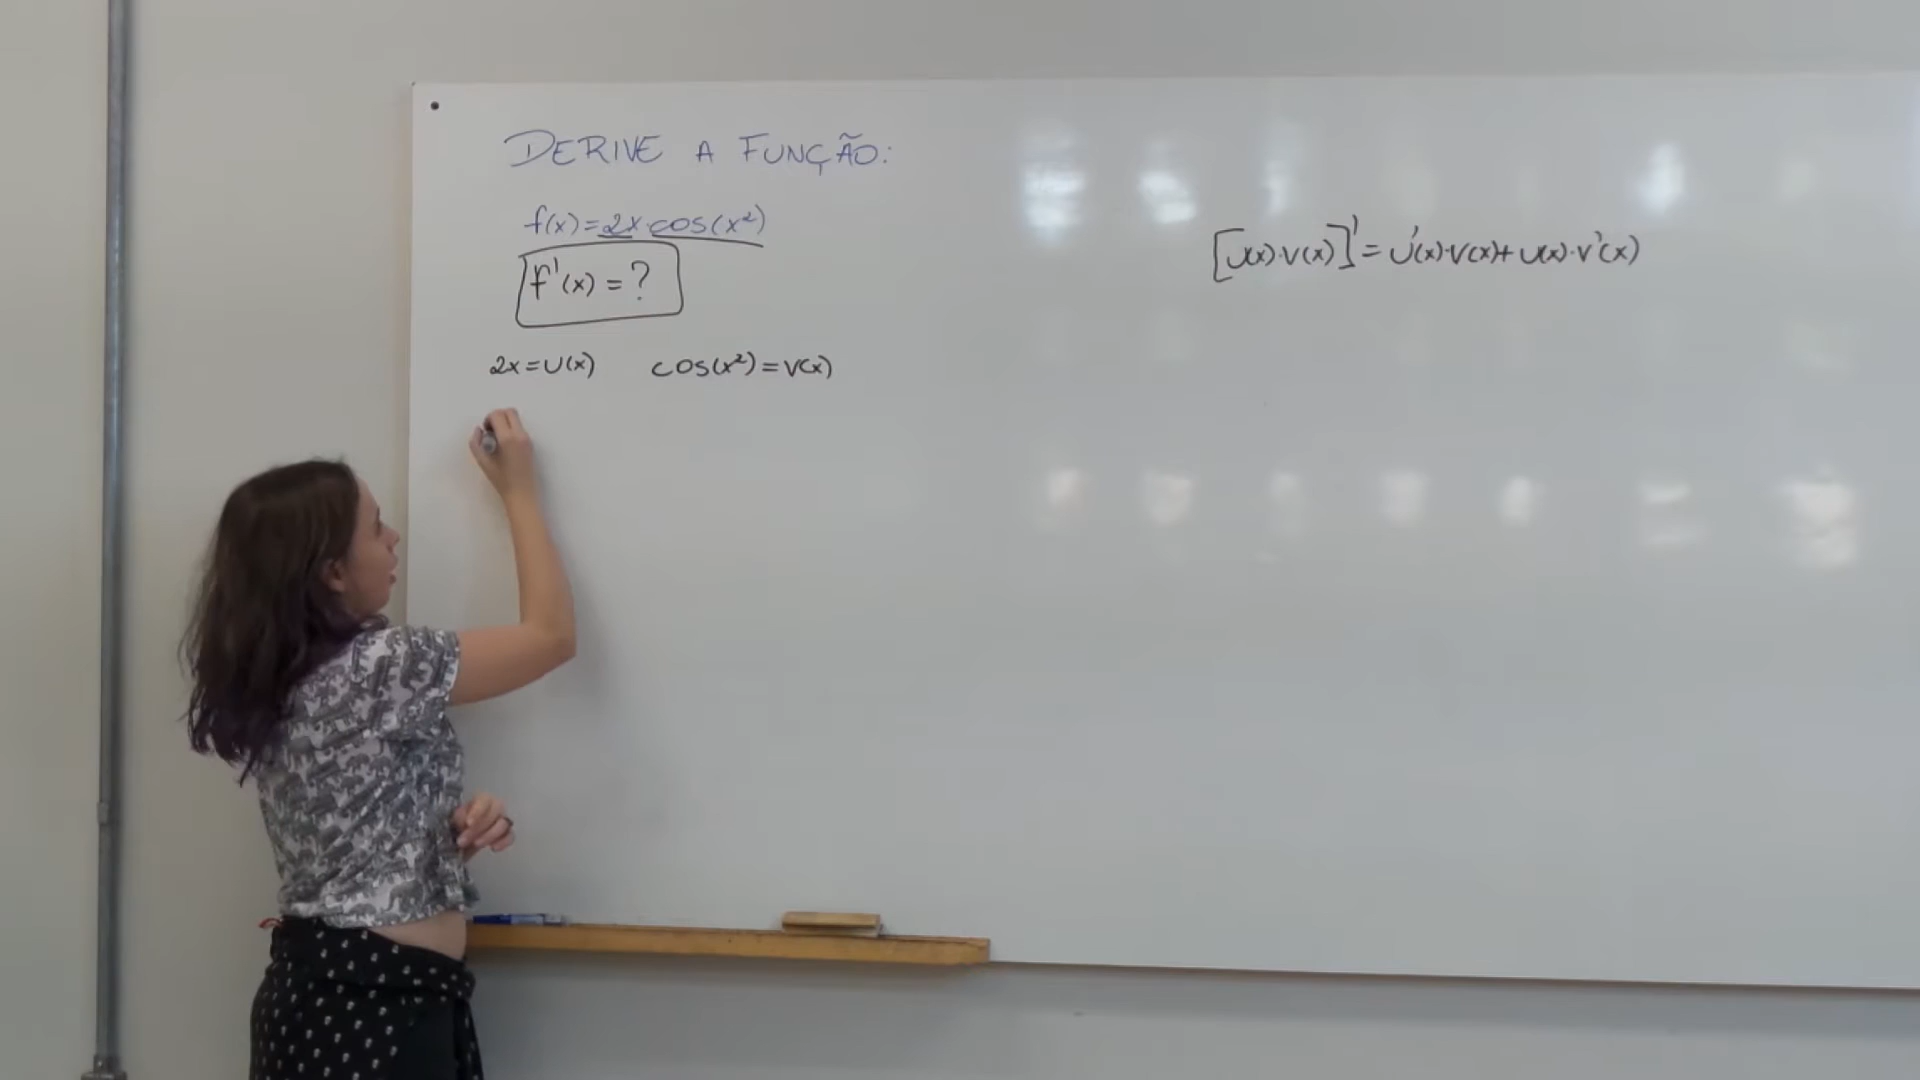 DERIVE A FUNÇÃO:
f(x)=2x·cos(x²)
f'(x) = ?
2x=U(x) cos(x²)=V(x)
[U(x)·V(x)]'=U'(x)·V(x)+U(x)·V'(x)